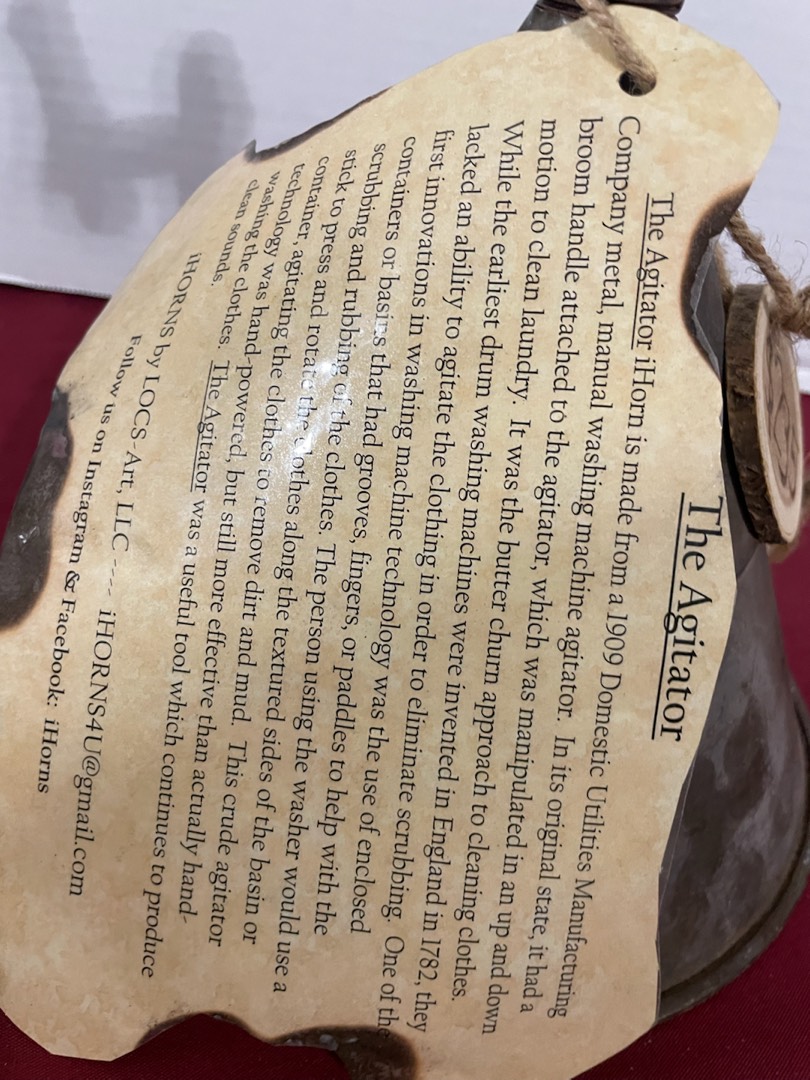 The Agitator
The Agitator iHorn is made from a 1909 Domestic Utilities Manufacturing
Company metal, manual washing machine agitator. In its original state, it had a
broom handle attached to the agitator, which was manipulated in an up and down
motion to clean laundry. It was the butter churn approach to cleaning clothes.
While the earliest drum washing machines were invented in England in 1782, they
lacked an ability to agitate the clothing in order to eliminate scrubbing. One of the
first innovations in washing machine technology was the use of enclosed
containers or basins that had grooves, fingers, or paddles to help with the
scrubbing and rubbing of the clothes. The person using the washer would use a
stick to press and rotate the clothes along the textured sides of the basin or
container, agitating the clothes to remove dirt and mud. This crude agitator
technology was hand-powered, but still more effective than actually hand-
washing the clothes. The Agitator was a useful tool which continues to produce
clean sounds.
iHORNS by LOCS-Art, LLC --- iHORNS4U@gmail.com
Follow us on Instagram & Facebook: iHorns